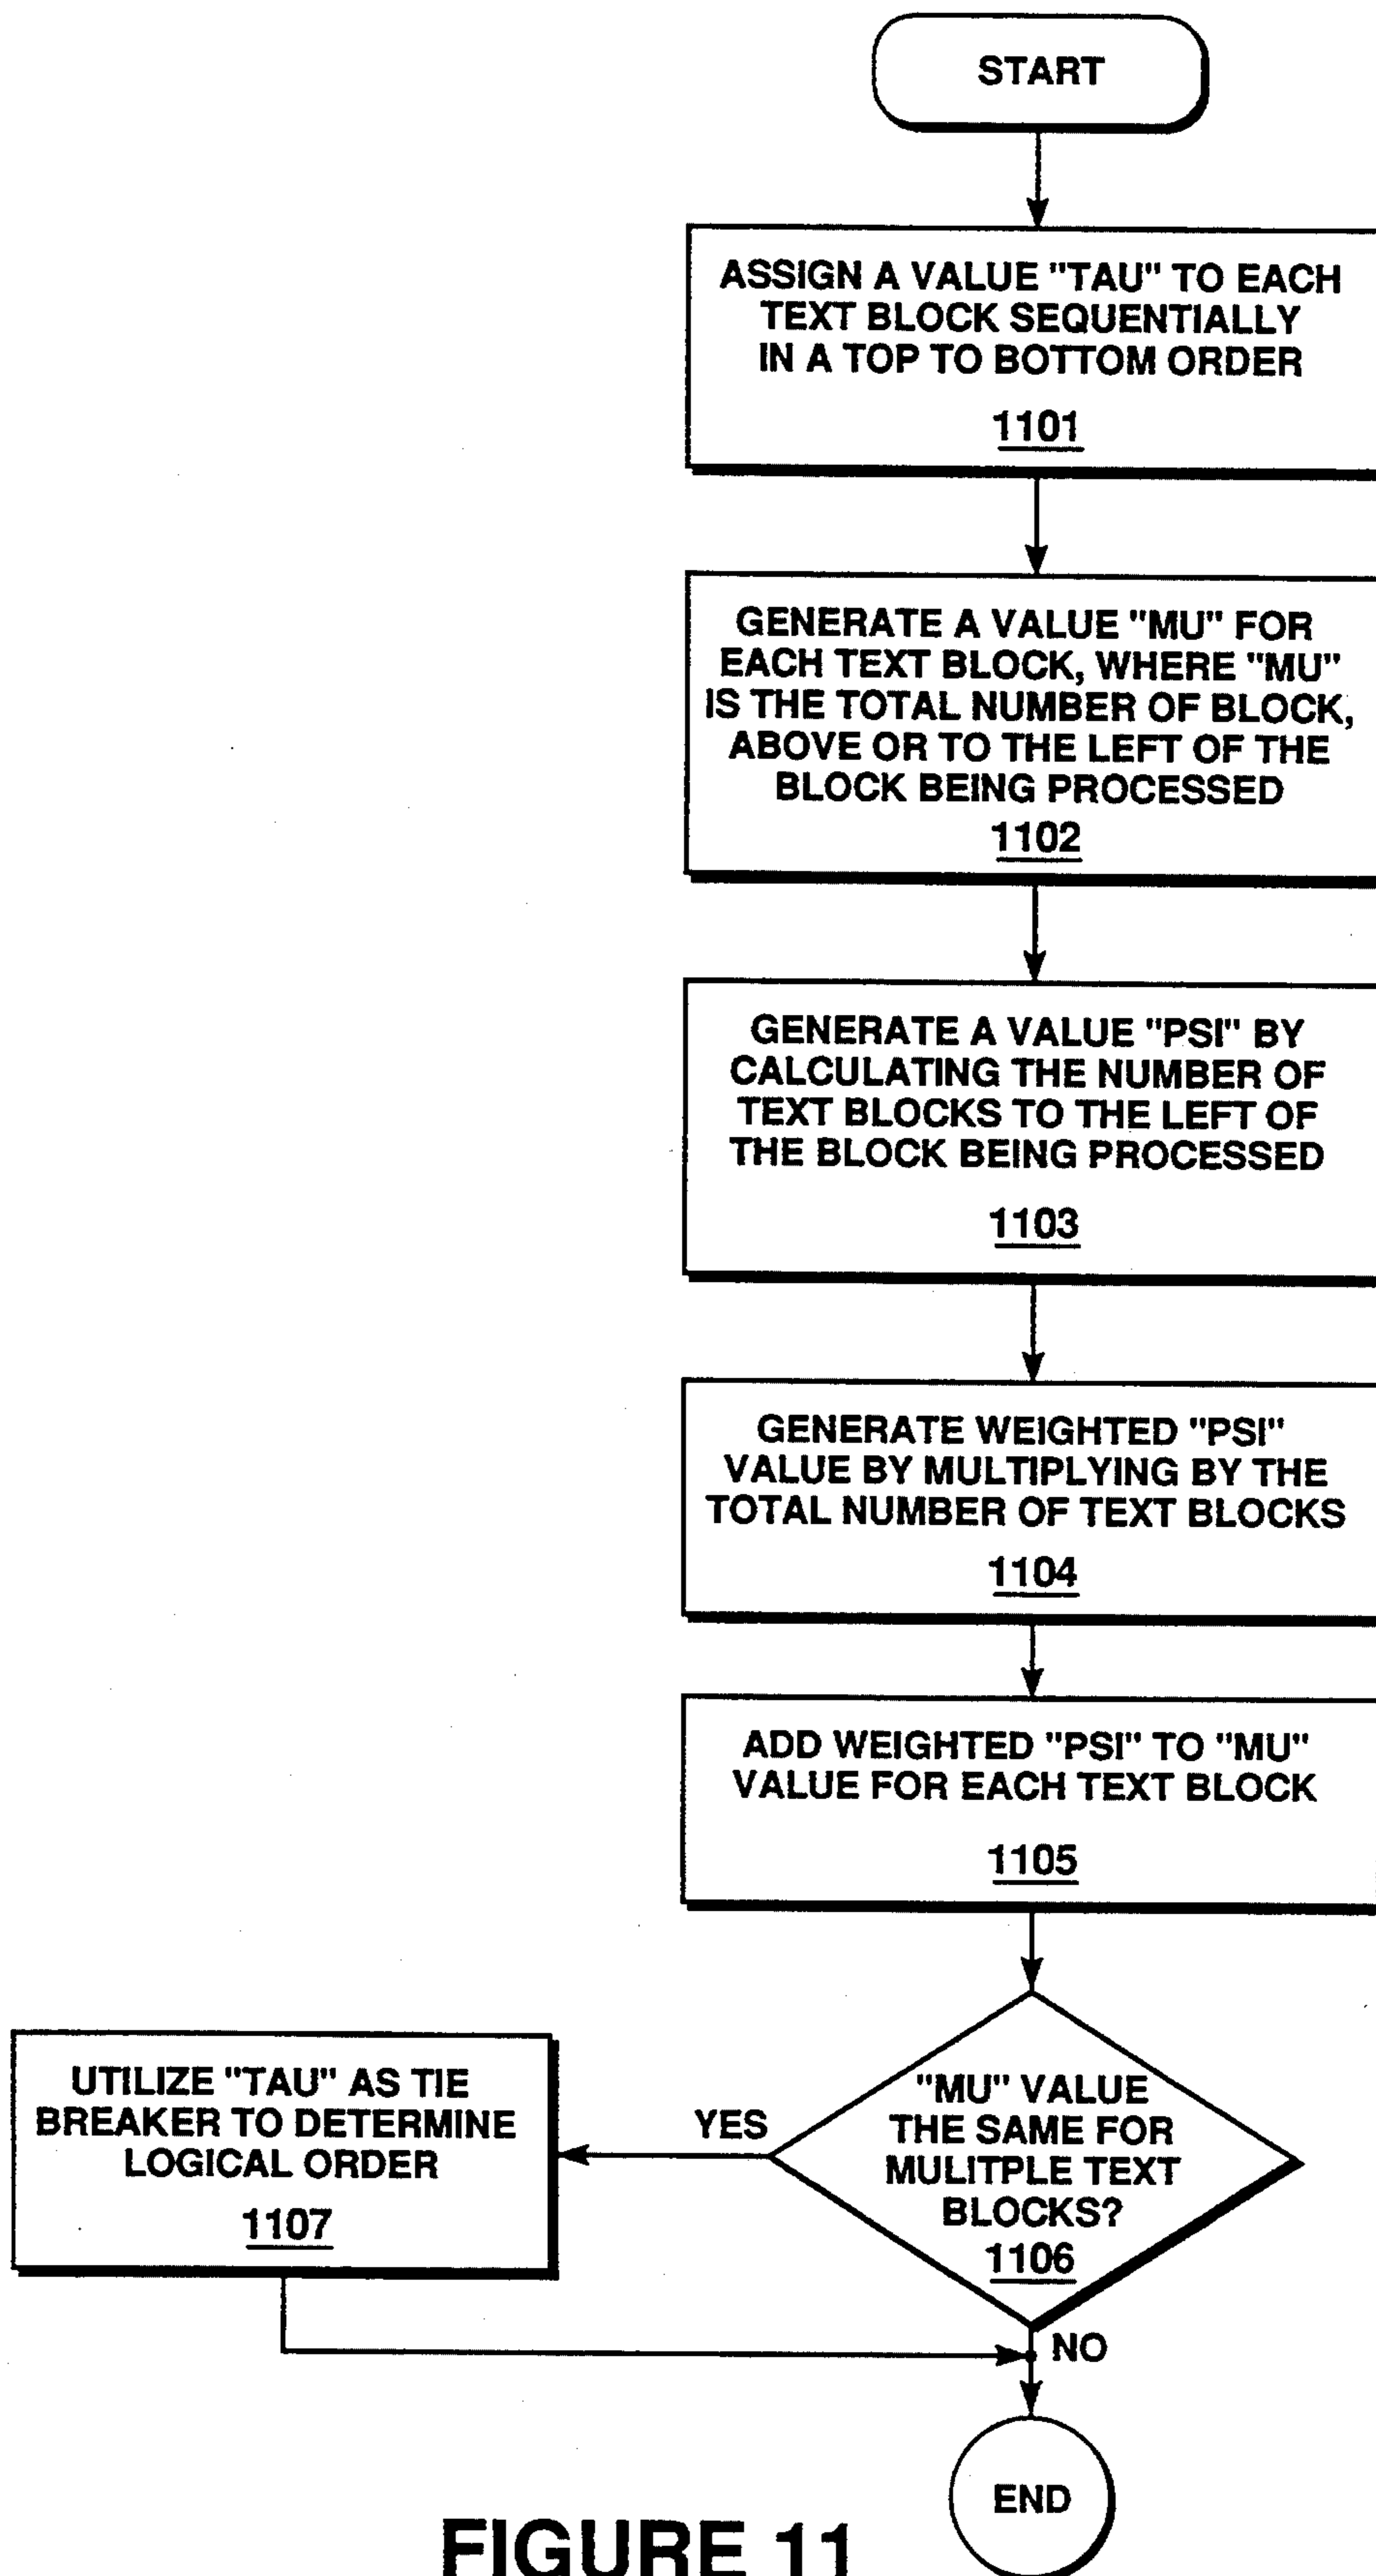 START
ASSIGN A VALUE "TAU" TO EACH
TEXT BLOCK SEQUENTIALLY
IN A TOP TO BOTTOM ORDER
1101
GENERATE A VALUE "MU" FOR
EACH TEXT BLOCK, WHERE "MU"
IS THE TOTAL NUMBER OF BLOCK,
ABOVE OR TO THE LEFT OF THE
BLOCK BEING PROCESSED
1102
GENERATE A VALUE "PSI" BY
CALCULATING THE NUMBER OF
TEXT BLOCKS TO THE LEFT OF
THE BLOCK BEING PROCESSED
1103
GENERATE WEIGHTED "PSI"
VALUE BY MULTIPLYING BY THE
TOTAL NUMBER OF TEXT BLOCKS
1104
ADD WEIGHTED "PSI" TO "MU"
VALUE FOR EACH TEXT BLOCK
1105
"MU" VALUE
THE SAME FOR
MULITPLE TEXT
BLOCKS?
1106
YES
UTILIZE "TAU" AS TIE
BREAKER TO DETERMINE
LOGICAL ORDER
1107
NO
END
FIGURE 11